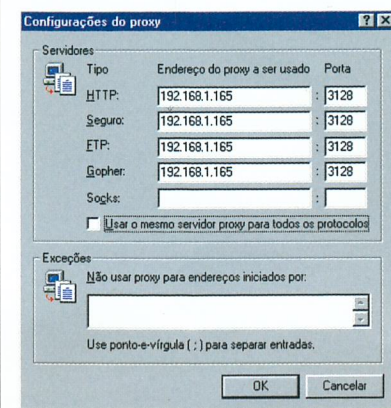 Configurações do proxy
Servidores
Tipo Endereço do proxy a ser usado Porta
HTTP: 192.168.1.165 : 3128
Seguro: 192.168.1.165 : 3128
FTP: 192.168.1.165 : 3128
Gopher: 192.168.1.165 : 3128
Socks: :
Usar o mesmo servidor proxy para todos os protocolos
Exceções
Não usar proxy para endereços iniciados por:
Use ponto-e-vírgula ( ; ) para separar entradas.
OK Cancelar